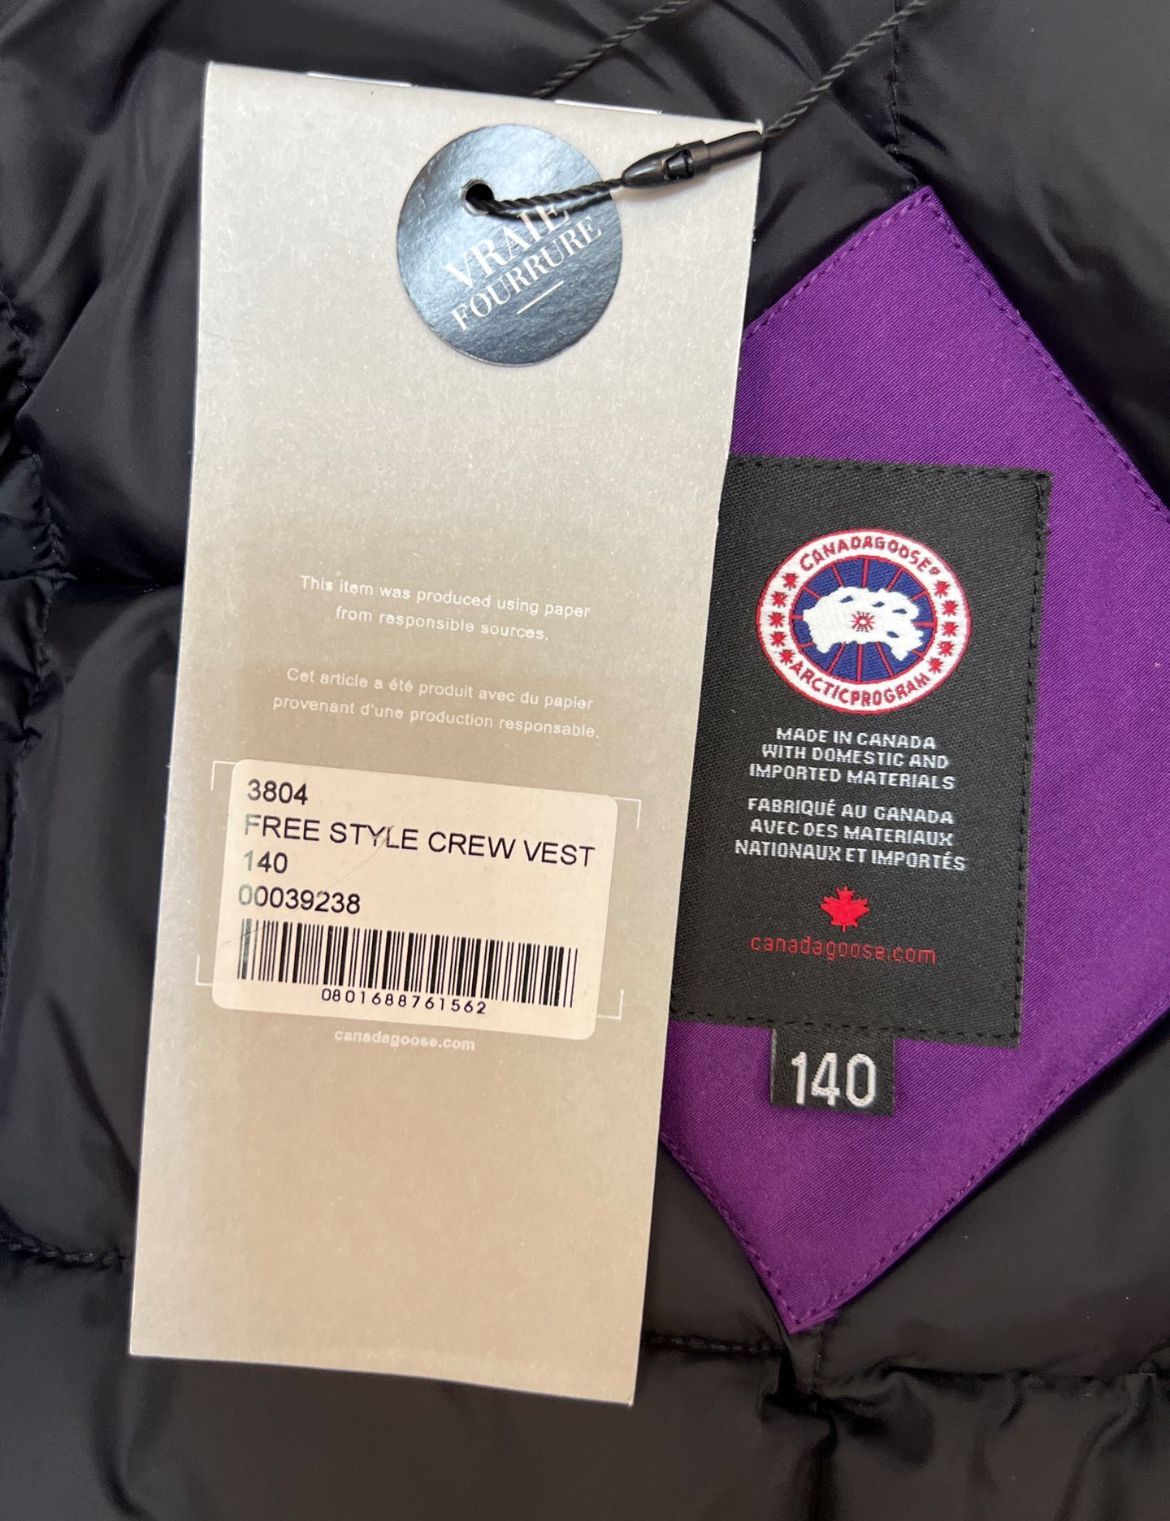 VRAIE
FOURRURE
This item was produced using paper
from responsible sources.
Cet article a été produit avec du papier
provenant d'une production responsable.
3804
FREE STYLE CREW VEST
140
00039238
0801688761562
canadagoose.com
CANADA GOOSE®
ARCTIC PROGRAM
MADE IN CANADA
WITH DOMESTIC AND
IMPORTED MATERIALS
FABRIQUÉ AU CANADA
AVEC DES MATERIAUX
NATIONAUX ET IMPORTÉS
canadagoose.com
140